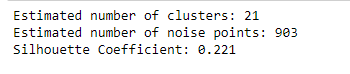 Estimated number of clusters: 21
Estimated number of noise points: 903
Silhouette Coefficient: 0.221